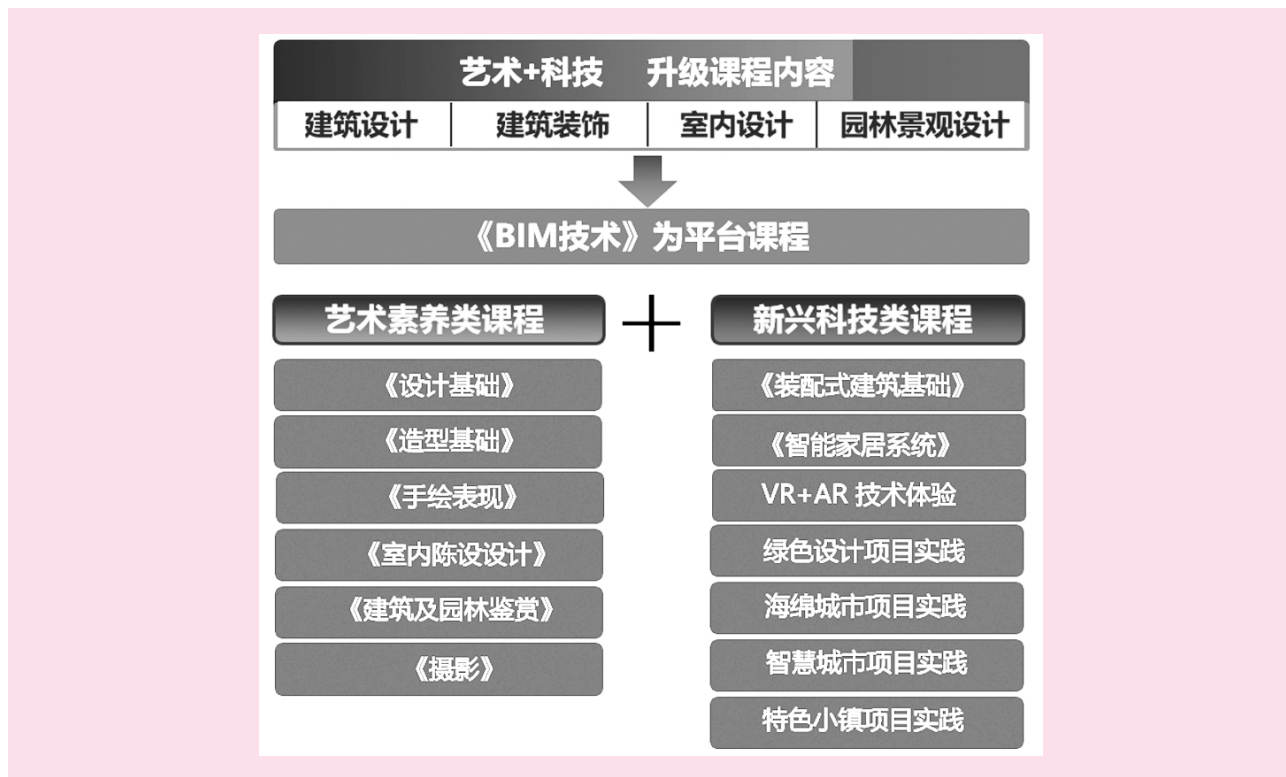 艺术+科技 升级课程内容
建筑设计 建筑装饰 室内设计 园林景观设计
《BIM技术》为平台课程
艺术素养类课程 + 新兴科技类课程
《设计基础》
《造型基础》
《手绘表现》
《室内陈设设计》
《建筑及园林鉴赏》
《摄影》
《装配式建筑基础》
《智能家居系统》
VR+AR 技术体验
绿色设计项目实践
海绵城市项目实践
智慧城市项目实践
特色小镇项目实践